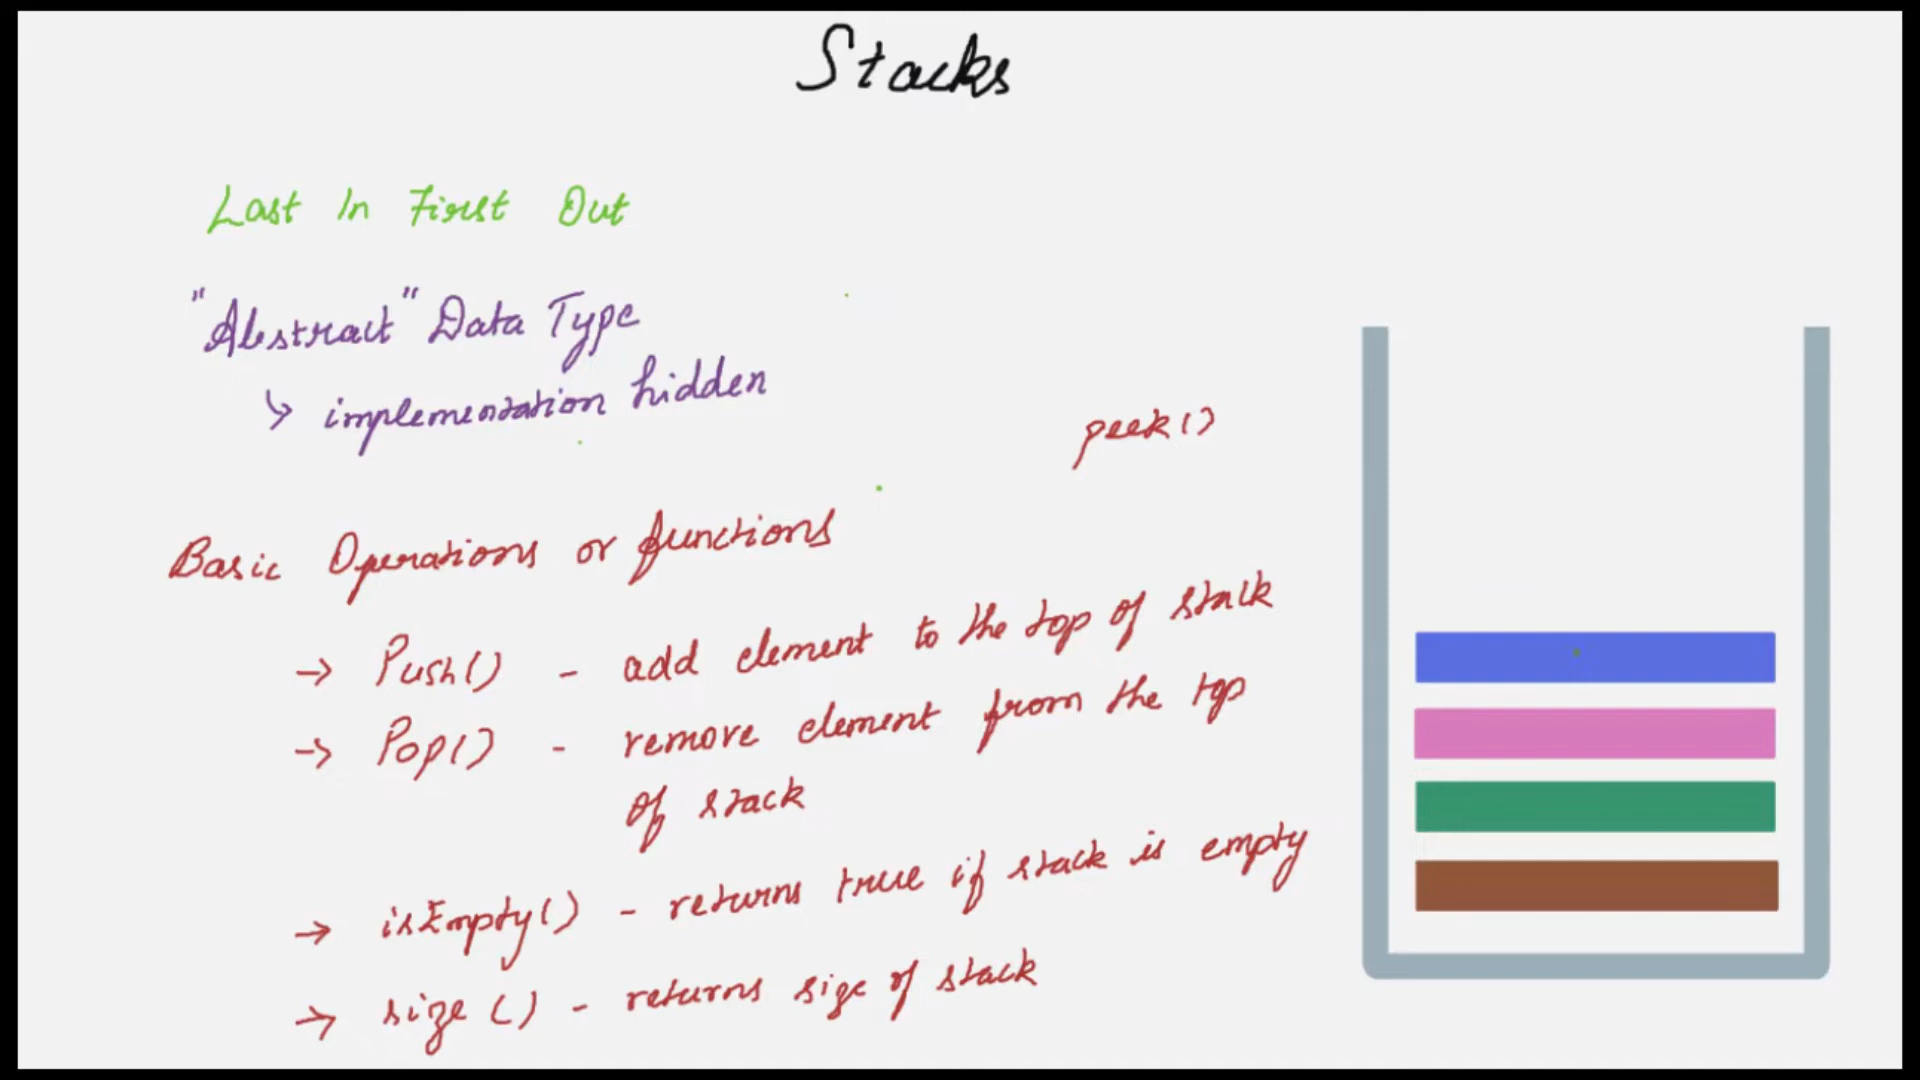 Stacks
Last In First Out
"Abstract" Data Type
↳ implementation hidden
peek()
Basic Operations or functions
→ Push() - add element to the top of stack
→ Pop() - remove element from the top
of stack
→ isEmpty() - returns true if stack is empty
→ size() - returns size of stack